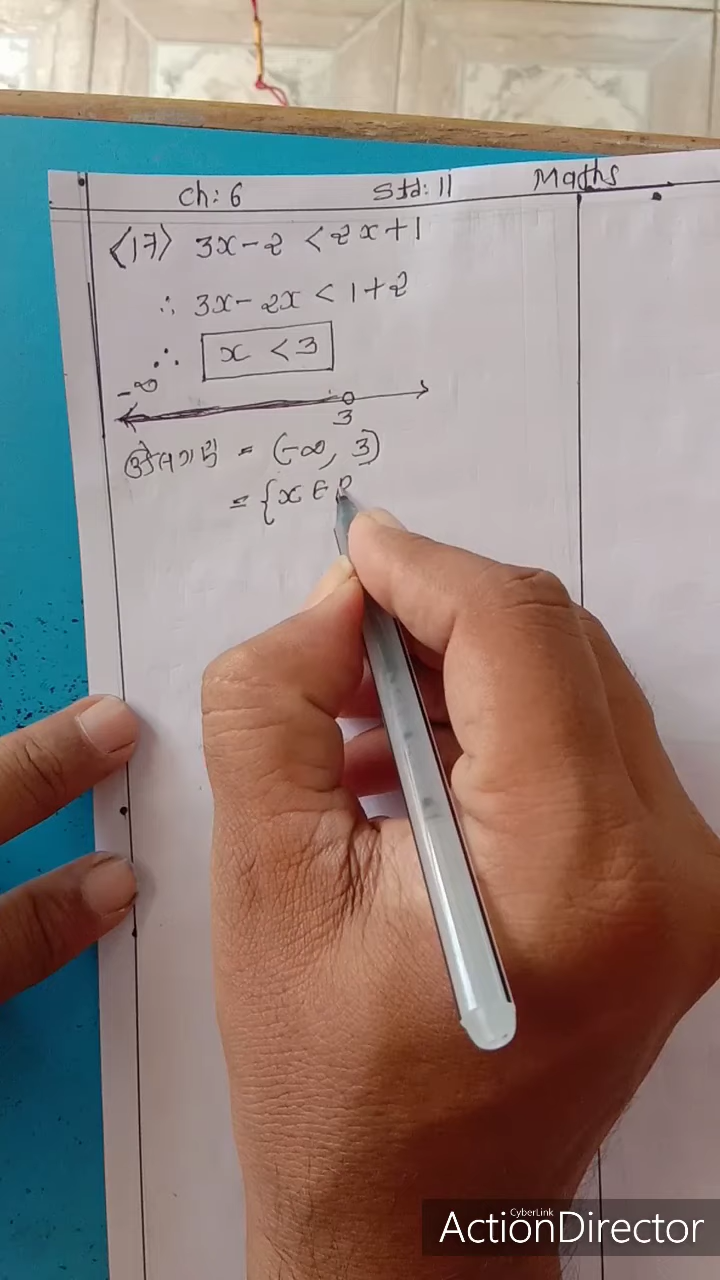 Ch: 6 Std: 11 Maths
<17> 3x - 2 < 2x + 1
∴ 3x - 2x < 1 + 2
∴ x < 3
-∞
3
ઉકેલગણ = (-∞, 3)
= {x ∈ R
CyberLink
ActionDirector